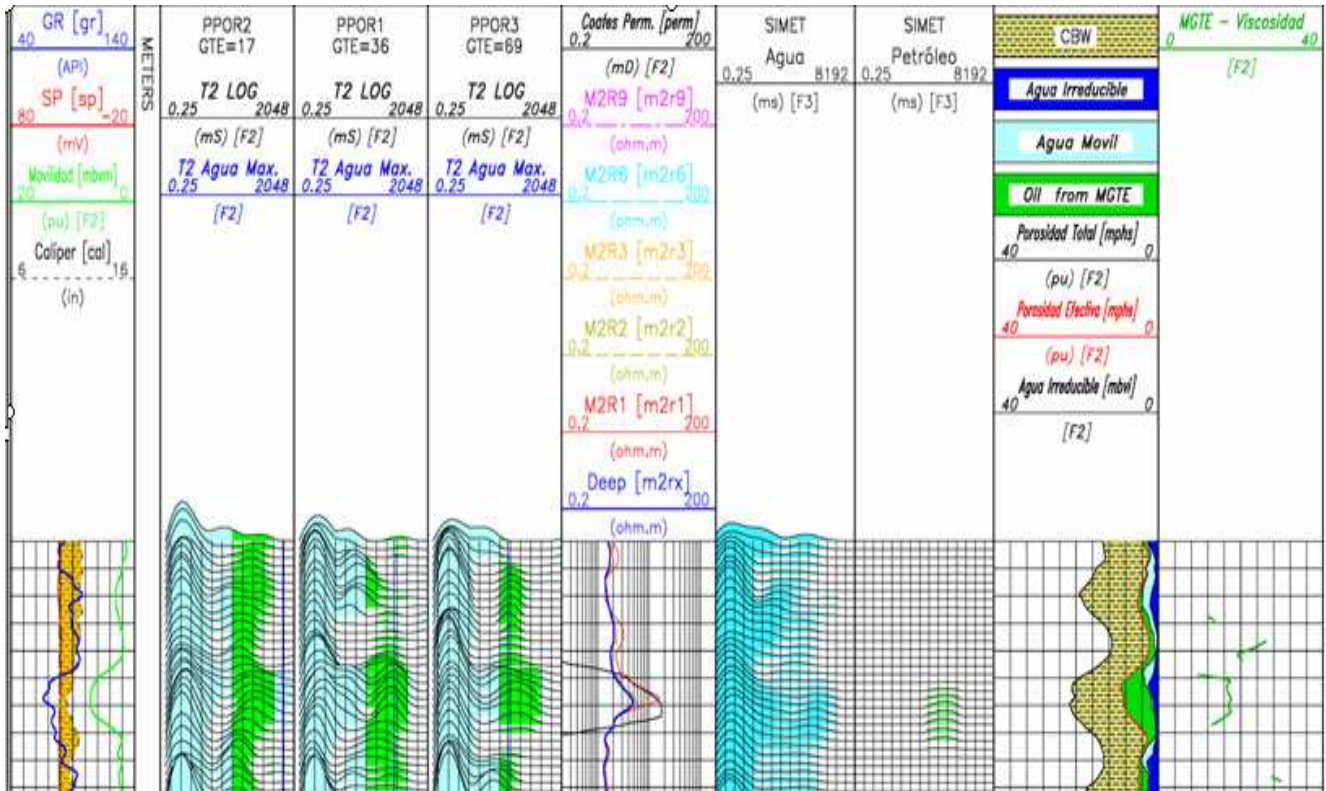 GR [gr]
40 140
(API)
SP [sp]
80 -20
(mV)
Movilidad [mbvm]
20 0
(pu) [F2]
Caliper [cal]
6 16
(in)
METERS
PPOR2
GTE=17
T2 LOG
0.25 2048
(mS) [F2]
T2 Agua Max.
0.25 2048
[F2]
PPOR1
GTE=36
T2 LOG
0.25 2048
(mS) [F2]
T2 Agua Max.
0.25 2048
[F2]
PPOR3
GTE=69
T2 LOG
0.25 2048
(mS) [F2]
T2 Agua Max.
0.25 2048
[F2]
Coates Perm. [perm]
0.2 200
(mD) [F2]
M2R9 [m2r9]
0.2 200
(ohm.m)
M2R6 [m2r6]
0.2 200
(ohm.m)
M2R3 [m2r3]
0.2 200
(ohm.m)
M2R2 [m2r2]
0.2 200
(ohm.m)
M2R1 [m2r1]
0.2 200
(ohm.m)
Deep [m2rx]
0.2 200
(ohm.m)
SIMET
Agua
0.25 8192
(ms) [F3]
SIMET
Petróleo
0.25 8192
(ms) [F3]
CBW
Agua Irreducible
Agua Movíl
Oil from MGTE
Porosidad Total [mphs]
40 0
(pu) [F2]
Porosidad Efectiva [mphe]
40 0
(pu) [F2]
Agua Irreducible [mbvi]
40 0
[F2]
MGTE - Viscosidad
0 40
[F2]